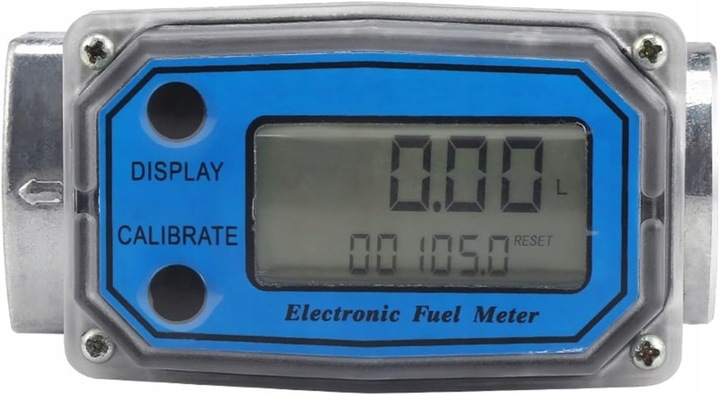 DISPLAY
CALIBRATE
0.00 L
00105.0 RESET
Electronic Fuel Meter